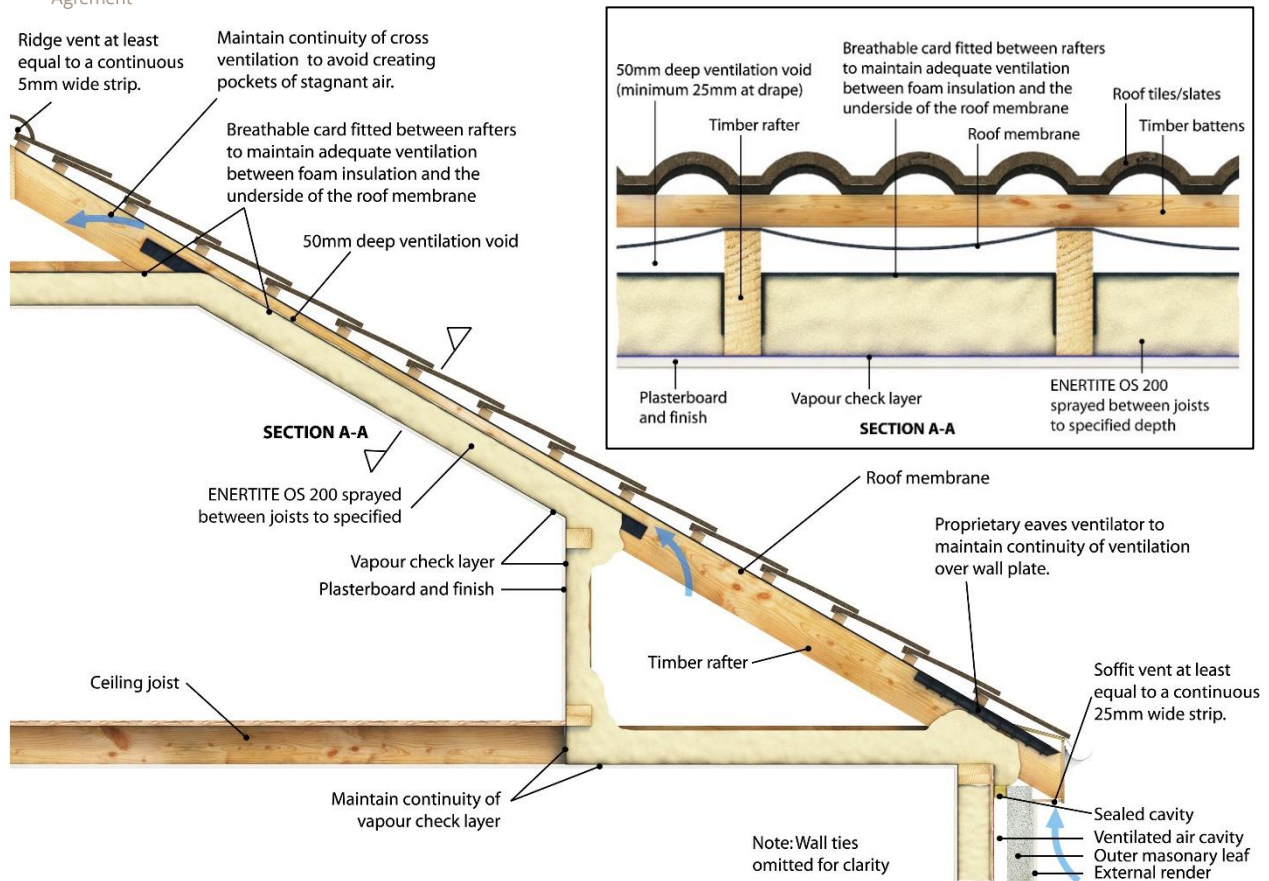 Agrement
Ridge vent at least
equal to a continuous
5mm wide strip.
Maintain continuity of cross
ventilation to avoid creating
pockets of stagnant air.
Breathable card fitted between rafters
to maintain adequate ventilation
between foam insulation and the
underside of the roof membrane
50mm deep ventilation void
SECTION A-A
ENERTITE OS 200 sprayed
between joists to specified
Vapour check layer
Plasterboard and finish
Ceiling joist
Maintain continuity of
vapour check layer
Timber rafter
Roof membrane
Proprietary eaves ventilator to
maintain continuity of ventilation
over wall plate.
Soffit vent at least
equal to a continuous
25mm wide strip.
Sealed cavity
Ventilated air cavity
Outer masonary leaf
External render
Note: Wall ties
omitted for clarity
50mm deep ventilation void
(minimum 25mm at drape)
Timber rafter
Breathable card fitted between rafters
to maintain adequate ventilation
between foam insulation and the
underside of the roof membrane
Roof membrane
Roof tiles/slates
Timber battens
Plasterboard
and finish
Vapour check layer
SECTION A-A
ENERTITE OS 200
sprayed between joists
to specified depth